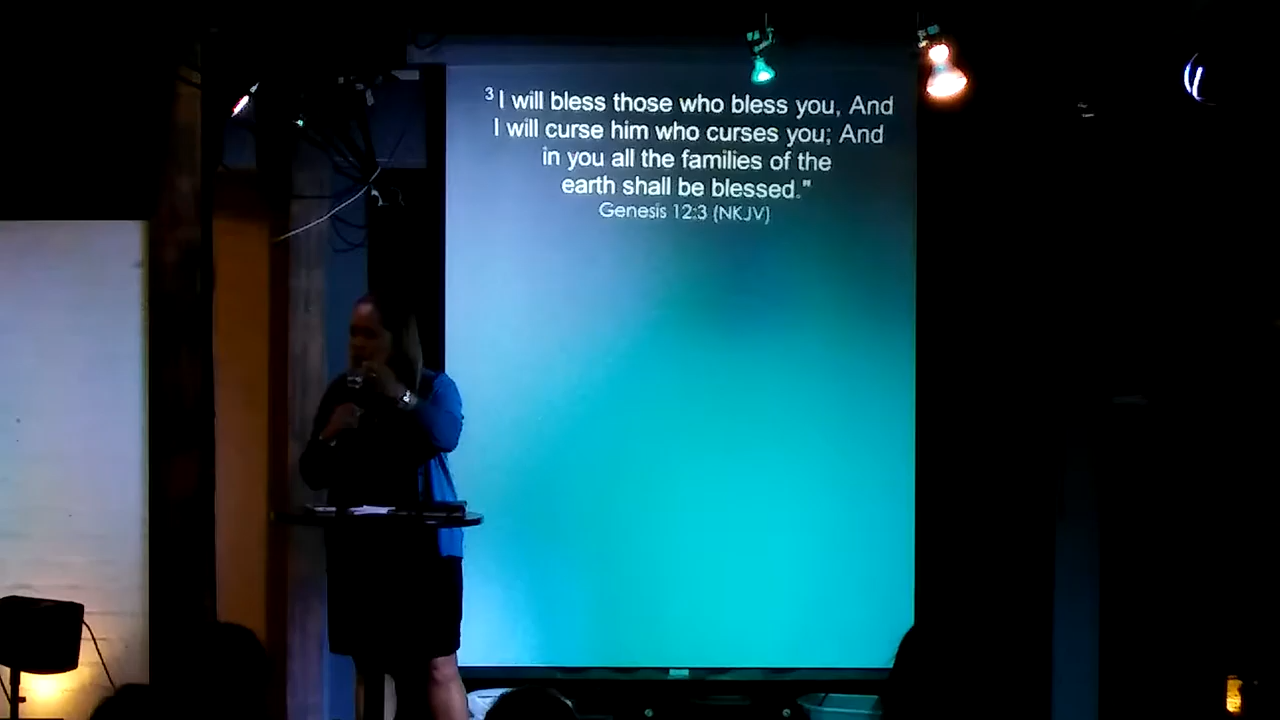 3 I will bless those who bless you, And
I will curse him who curses you; And
in you all the families of the
earth shall be blessed."
Genesis 12:3 (NKJV)